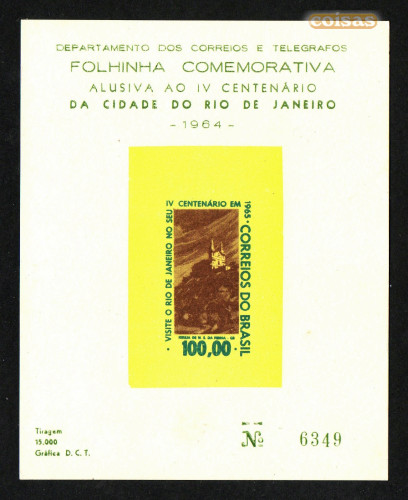 coisas
DEPARTAMENTO DOS CORREIOS E TELEGRAFOS
FOLHINHA COMEMORATIVA
ALUSIVA AO IV CENTENÁRIO
DA CIDADE DO RIO DE JANEIRO
- 1964 -
· VISITE O RIO DE JANEIRO NO SEU IV CENTENÁRIO EM 1965 ·
CORREIOS DO BRASIL
100,00
Tiragem
15.000
Gráfica D. C. T.
Nº 6349